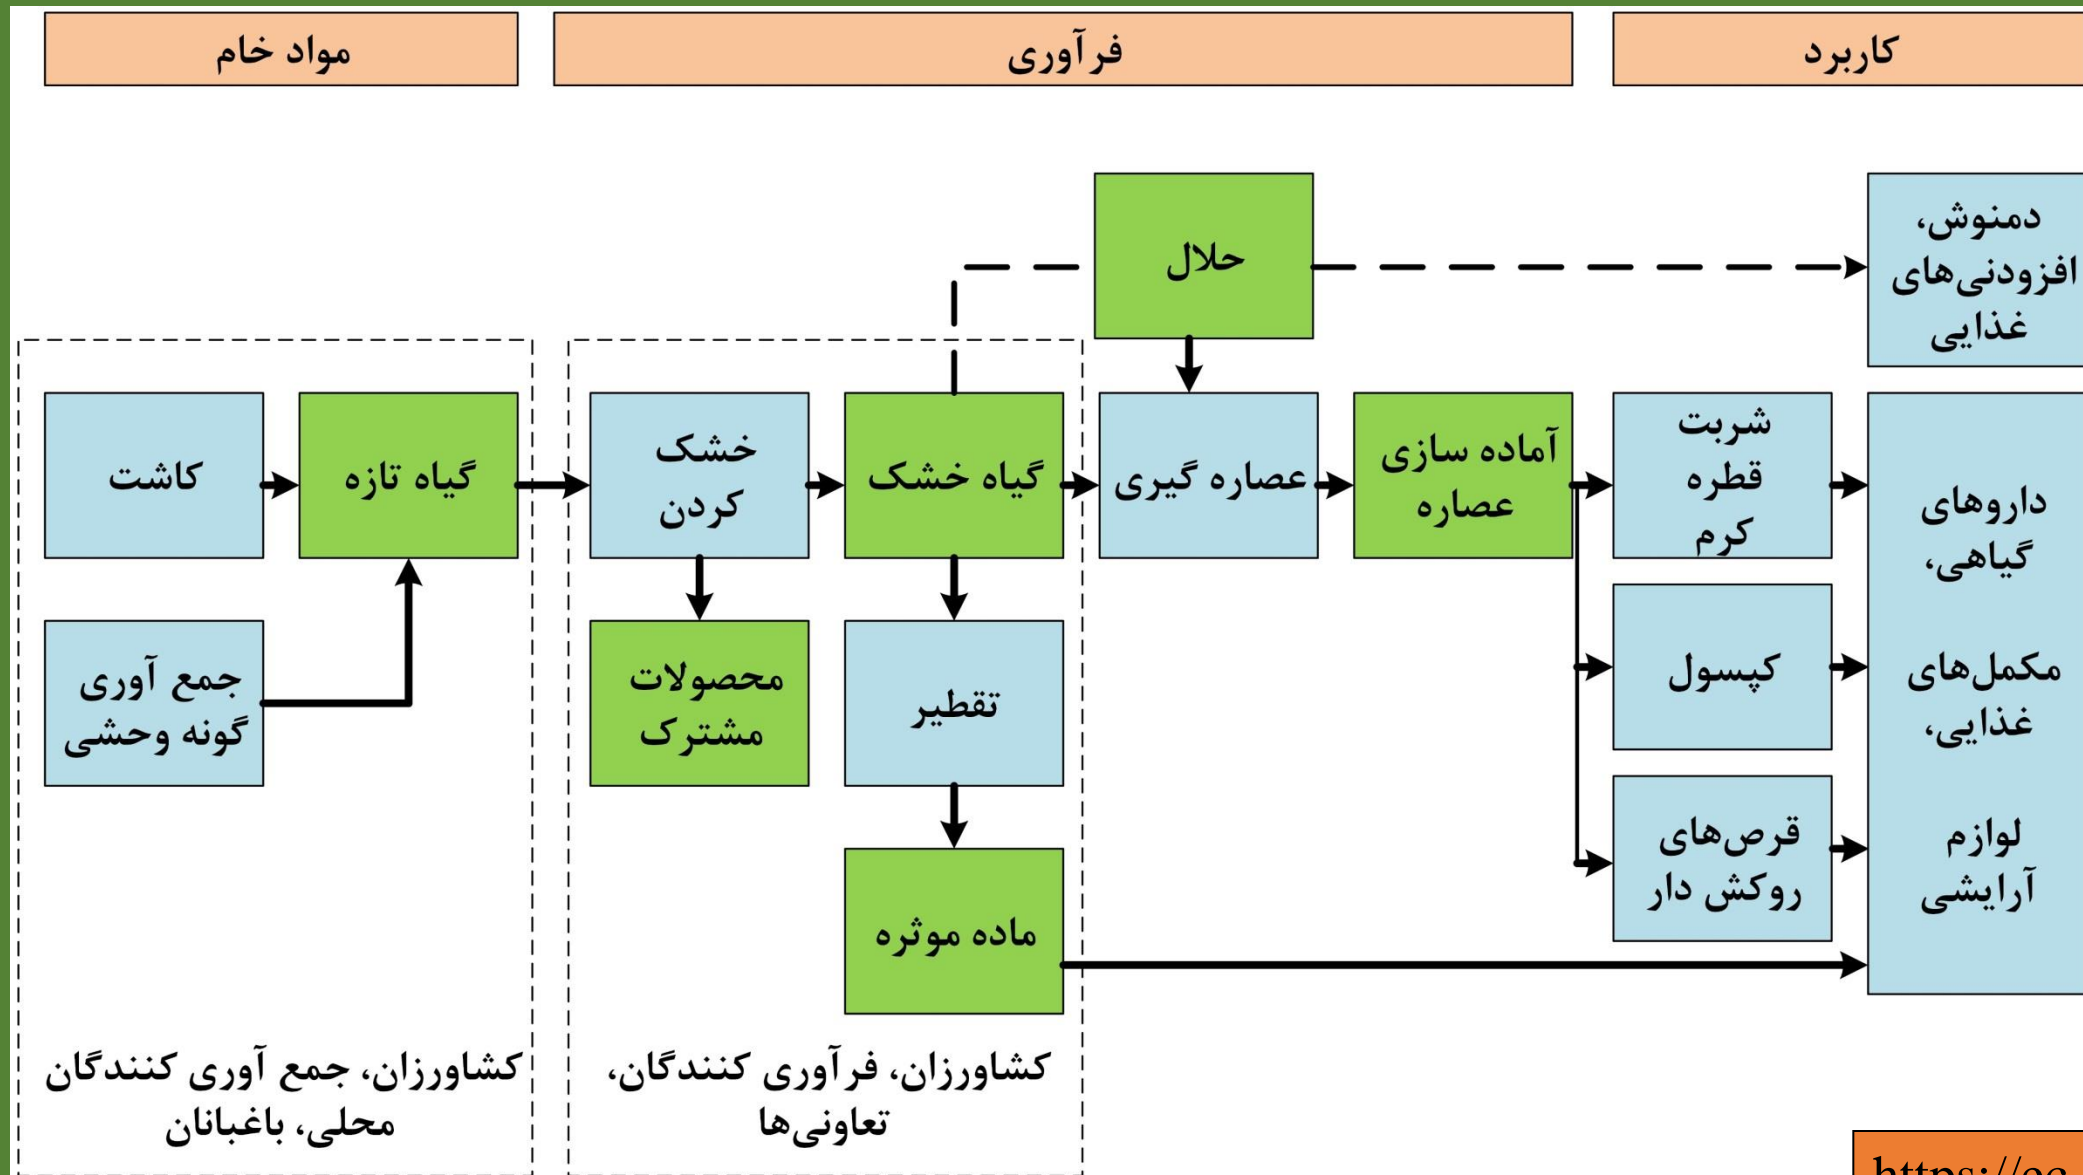 مواد خام
فرآوری
کاربرد
حلال
دمنوش،
افزودنی‌های
غذایی
کاشت
گیاه تازه
خشک
کردن
گیاه خشک
عصاره گیری
آماده سازی
عصاره
شربت
قطره
کرم
داروهای
گیاهی،
مکمل‌های
غذایی،
لوازم
آرایشی
جمع آوری
گونه وحشی
محصولات
مشترک
تقطیر
کپسول
قرص‌های
روکش دار
ماده موثره
کشاورزان، جمع آوری کنندگان
محلی، باغبانان
کشاورزان، فرآوری کنندگان،
تعاونی‌ها